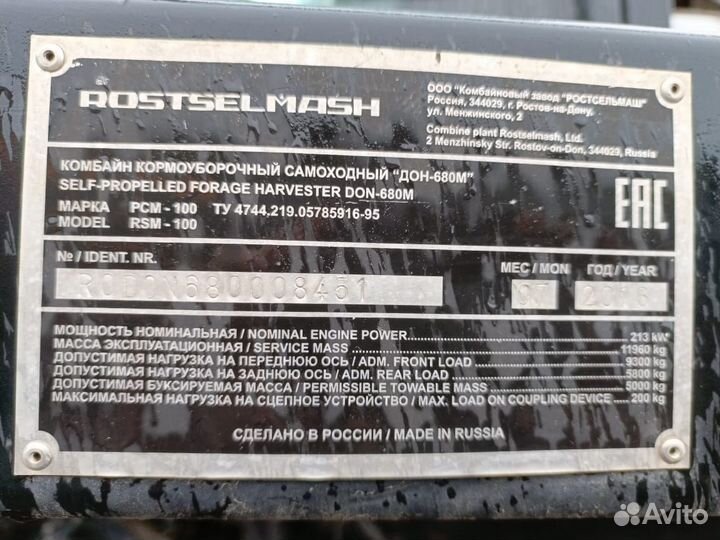 ROSTSELMASH
ООО "Комбайновый завод "РОСТСЕЛЬМАШ"
Россия, 344029, г. Ростов-на-Дону,
ул. Менжинского, 2
Combine plant Rostselmash, Ltd.
2 Menzhinsky Str. Rostov-on-Don, 344029, Russia
КОМБАЙН КОРМОУБОРОЧНЫЙ САМОХОДНЫЙ "ДОН-680М"
SELF-PROPELLED FORAGE HARVESTER DON-680M
МАРКА РСМ-100 ТУ 4744.219.05785916-95
MODEL RSM-100
EAC
№ / IDENT. NR. МЕС / MON ГОД / YEAR
R0DON680008451 07 2016
МОЩНОСТЬ НОМИНАЛЬНАЯ / NOMINAL ENGINE POWER 213 kW
МАССА ЭКСПЛУАТАЦИОННАЯ / SERVICE MASS 11960 kg
ДОПУСТИМАЯ НАГРУЗКА НА ПЕРЕДНЮЮ ОСЬ / ADM. FRONT LOAD 9300 kg
ДОПУСТИМАЯ НАГРУЗКА НА ЗАДНЮЮ ОСЬ / ADM. REAR LOAD 5800 kg
ДОПУСТИМАЯ БУКСИРУЕМАЯ МАССА / PERMISSIBLE TOWABLE MASS 5000 kg
МАКСИМАЛЬНАЯ НАГРУЗКА НА СЦЕПНОЕ УСТРОЙСТВО / MAX. LOAD ON COUPLING DEVICE 200 kg
СДЕЛАНО В РОССИИ / MADE IN RUSSIA
Avito